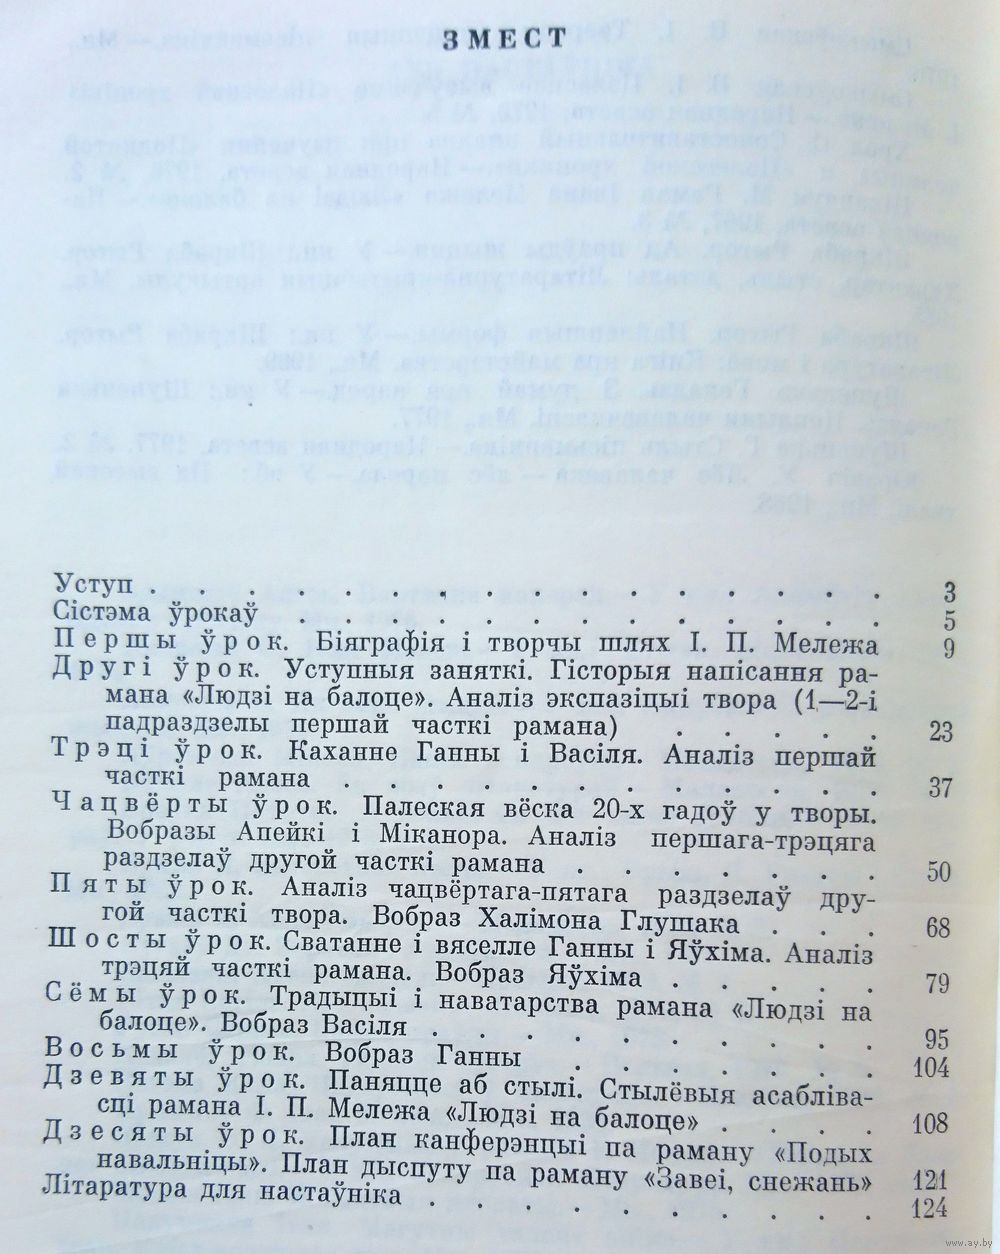 ЗМЕСТ
Уступ . . . . . . . . . . . 3
Сістэма ўрокаў . . . . . . . . . . . 5
Першы ўрок. Біяграфія і творчы шлях І. П. Мележа 9
Другі ўрок. Уступныя заняткі. Гісторыя напісання ра-
мана «Людзі на балоце». Аналіз экспазіцыі твора (1—2-і
падраздзелы першай часткі рамана) . . . . . 23
Трэці ўрок. Каханне Ганны і Васіля. Аналіз першай
часткі рамана . . . . . . . . . . . 37
Чацвёрты ўрок. Палеская вёска 20-х гадоў у творы.
Вобразы Апейкі і Міканора. Аналіз першага-трэцяга
раздзелаў другой часткі рамана . . . . . . 50
Пяты ўрок. Аналіз чацвёртага-пятага раздзелаў дру-
гой часткі твора. Вобраз Халімона Глушака . . . 68
Шосты ўрок. Сватанне і вяселле Ганны і Яўхіма. Аналіз
трэцяй часткі рамана. Вобраз Яўхіма . . . . . 79
Сёмы ўрок. Традыцыі і наватарства рамана «Людзі на
балоце». Вобраз Васіля . . . . . . . . . 95
Восьмы ўрок. Вобраз Ганны . . . . . . . 104
Дзевяты ўрок. Паняцце аб стылі. Стылёвыя асабліва-
сці рамана І. П. Мележа «Людзі на балоце» . . . . 108
Дзесяты ўрок. План канферэнцыі па раману «Подых
навальніцы». План дыспуту па раману «Завеі, снежань» 121
Літаратура для настаўніка . . . . . . . . . 124
www.ay.by